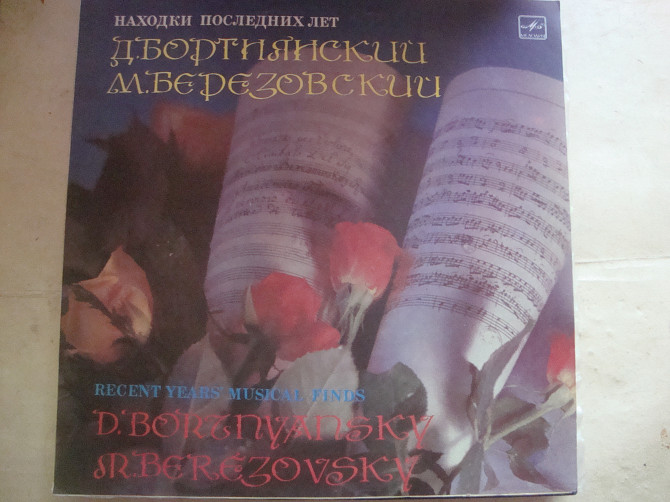 НАХОДКИ ПОСЛЕДНИХ ЛЕТ
Д.БОРТНЯНСКИЙ
М.БЕРЕЗОВСКИЙ
RECENT YEARS' MUSICAL FINDS
D.BORTNYANSKY
M.BEREZOVSKY